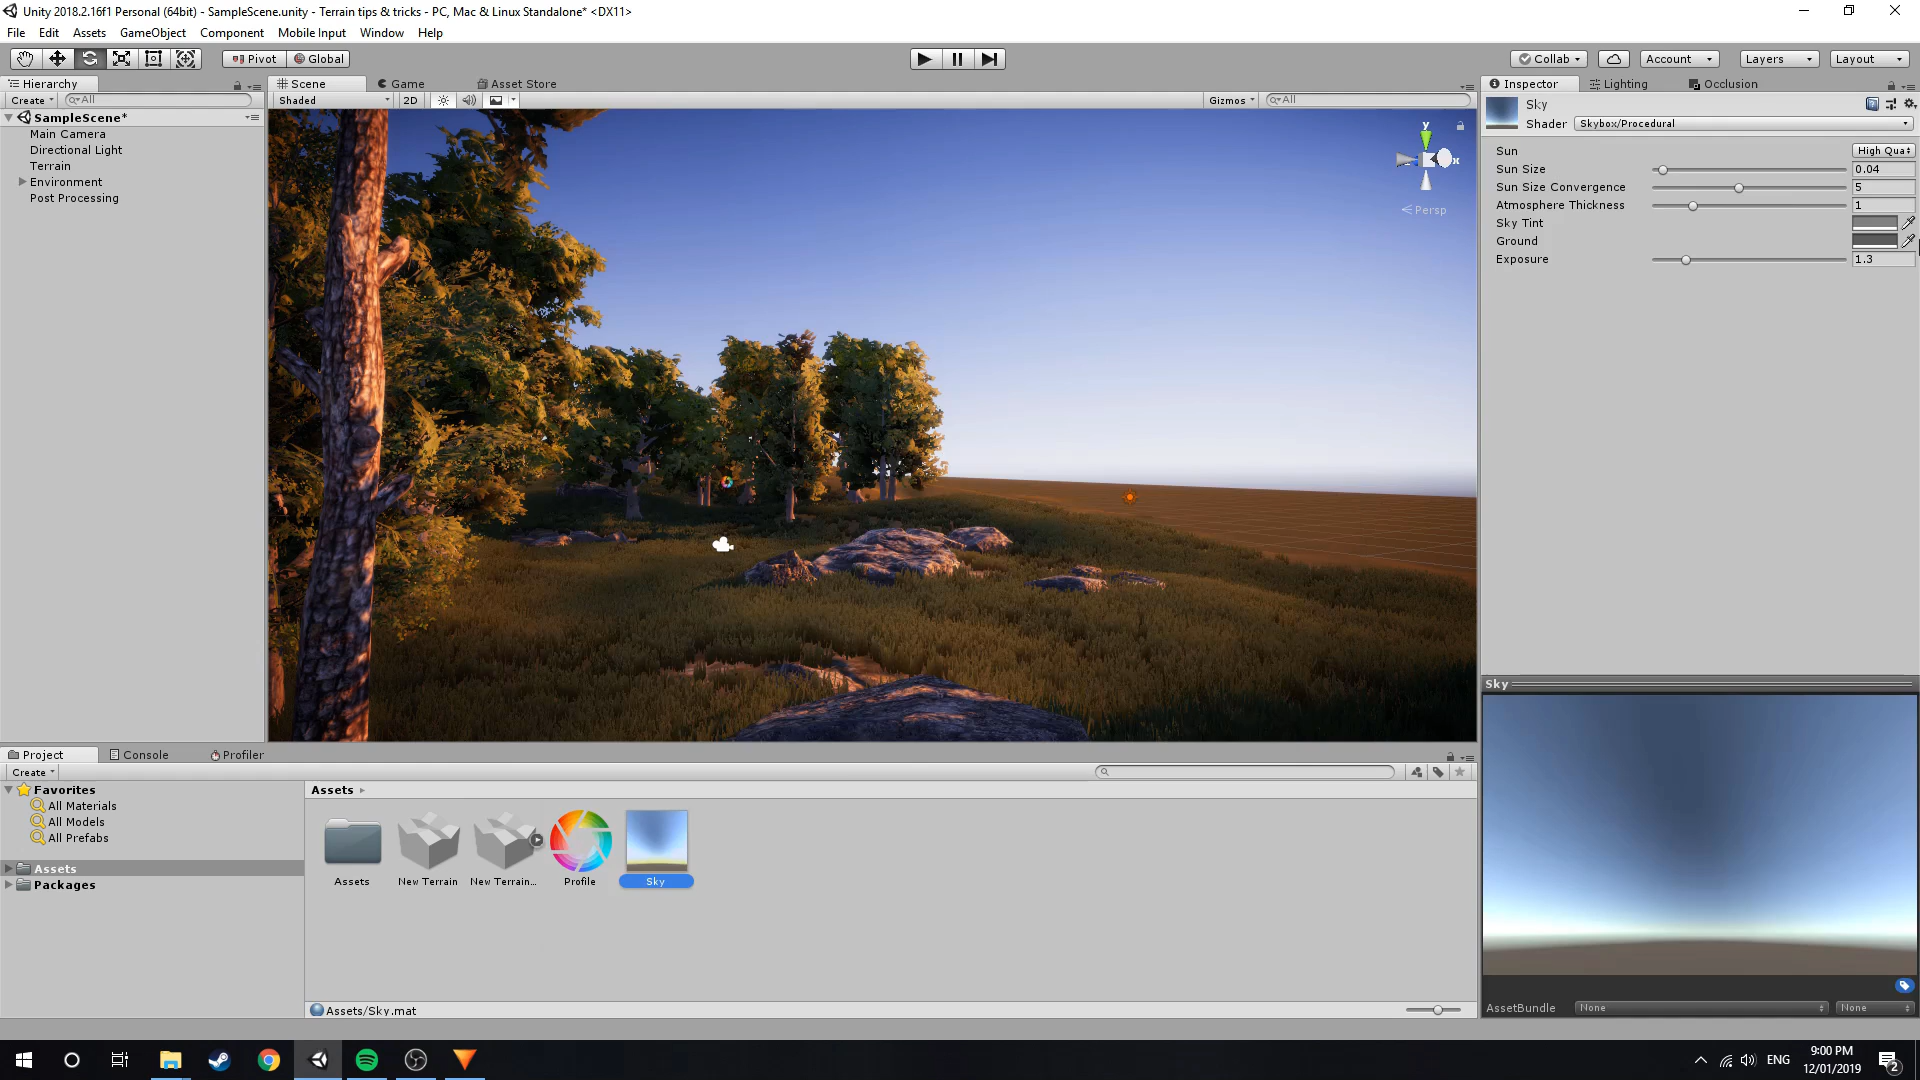 Unity 2018.2.16f1 Personal (64bit) - SampleScene.unity - Terrain tips & tricks - PC, Mac & Linux Standalone* <DX11>
File Edit Assets GameObject Component Mobile Input Window Help
Pivot Global Collab Account Layers Layout
Hierarchy
Create All
SampleScene*
Main Camera
Directional Light
Terrain
Environment
Post Processing
Scene Game Asset Store
Shaded 2D Gizmos All
y
x
Persp
Inspector Lighting Occlusion
Sky
Shader Skybox/Procedural
Sun High Qua
Sun Size 0.04
Sun Size Convergence 5
Atmosphere Thickness 1
Sky Tint
Ground
Exposure 1.3
Sky
AssetBundle None None
Project Console Profiler
Create
Favorites
All Materials
All Models
All Prefabs
Assets
Packages
Assets
Assets New Terrain New Terrain... Profile Sky
Assets/Sky.mat
ENG
9:00 PM
12/01/2019
2